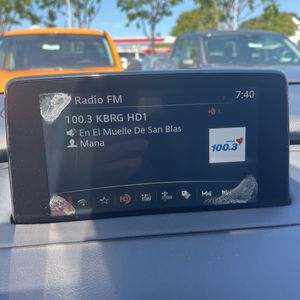 Radio FM
7:40
100.3 KBRG HD1
En El Muelle De San Blas
Mana
100.3